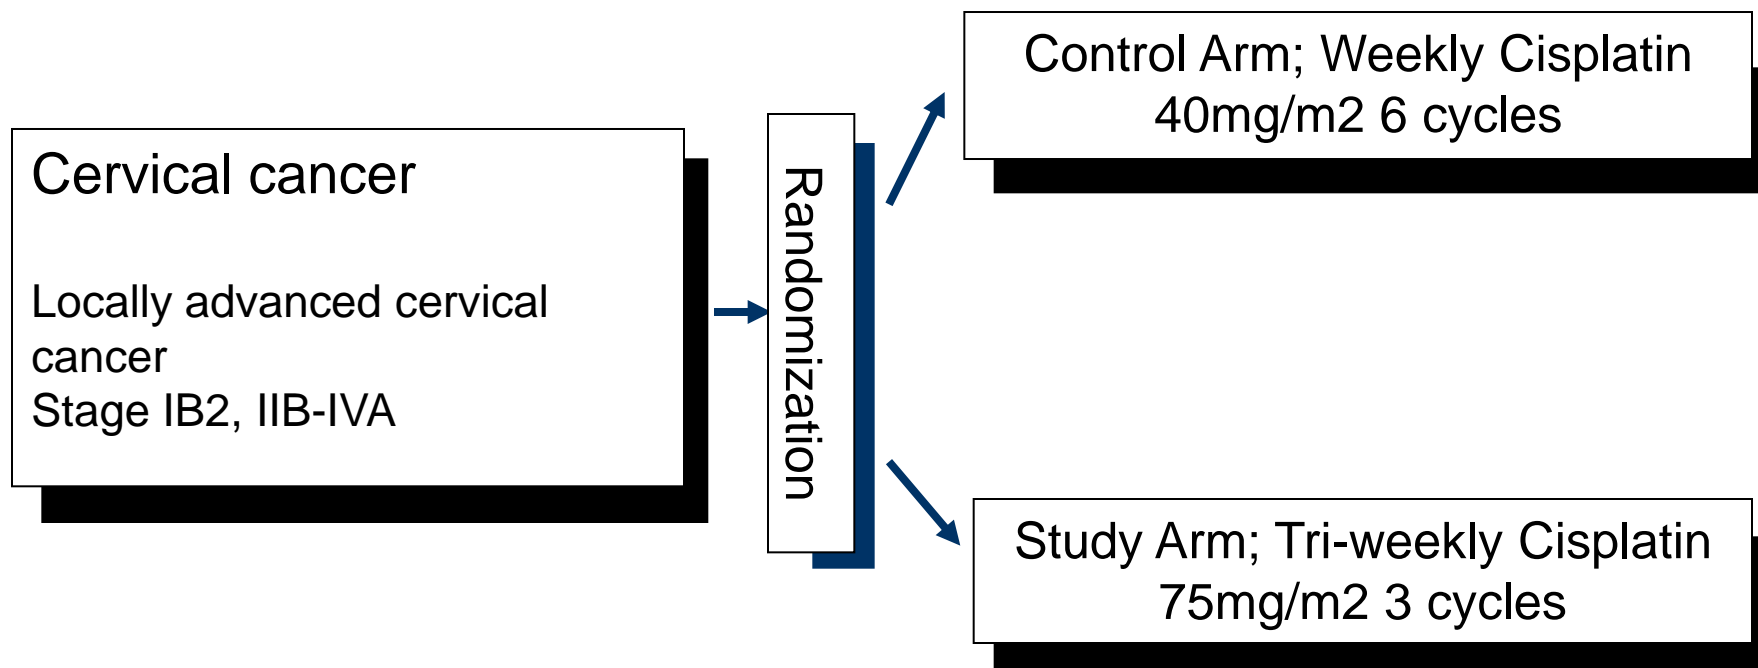 Cervical cancer
Locally advanced cervical
cancer
Stage IB2, IIB-IVA
Randomization
Control Arm; Weekly Cisplatin
40mg/m2 6 cycles
Study Arm; Tri-weekly Cisplatin
75mg/m2 3 cycles